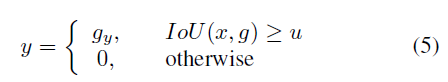 y = { g_y, IoU(x, g) ≥ u
0, otherwise (5)